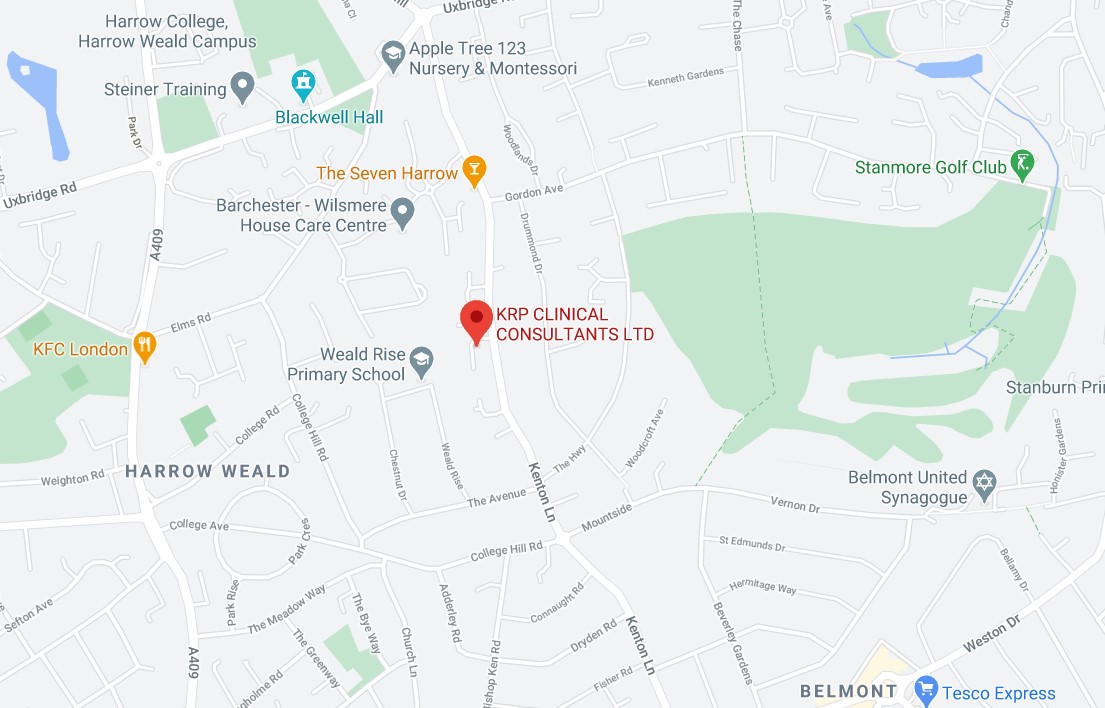 Uxbridge Rd
The Chase
Harrow College,
Harrow Weald Campus
Apple Tree 123
Nursery & Montessori
Kenneth Gardens
Steiner Training
Blackwell Hall
Park Dr
Woodlands Dr
The Seven Harrow
Stanmore Golf Club
Uxbridge Rd
Gordon Ave
Barchester - Wilsmere
House Care Centre
A409
Drummond Dr
KRP CLINICAL
CONSULTANTS LTD
Elms Rd
KFC London
Weald Rise
Primary School
Stanburn Pri
College Rd
College Hill Rd
Woodcroft Ave
Honister Gardens
Chestnut Dr
Weald Rise
The Hwy
HARROW WEALD
Weighton Rd
Kenton Ln
Belmont United
Synagogue
The Avenue
Vernon Dr
Mountside
College Ave
Park Cres
College Hill Rd
St Edmunds Dr
Bellamy Dr
Hermitage Way
Park Rise
The Meadow Way
The Bye Way
Adderley Rd
Connaught Rd
Sefton Ave
Dryden Rd
Kenton Ln
Beverley Gardens
Weston Dr
The Greenway
Church Ln
A409
Fisher Rd
BELMONT
Tesco Express